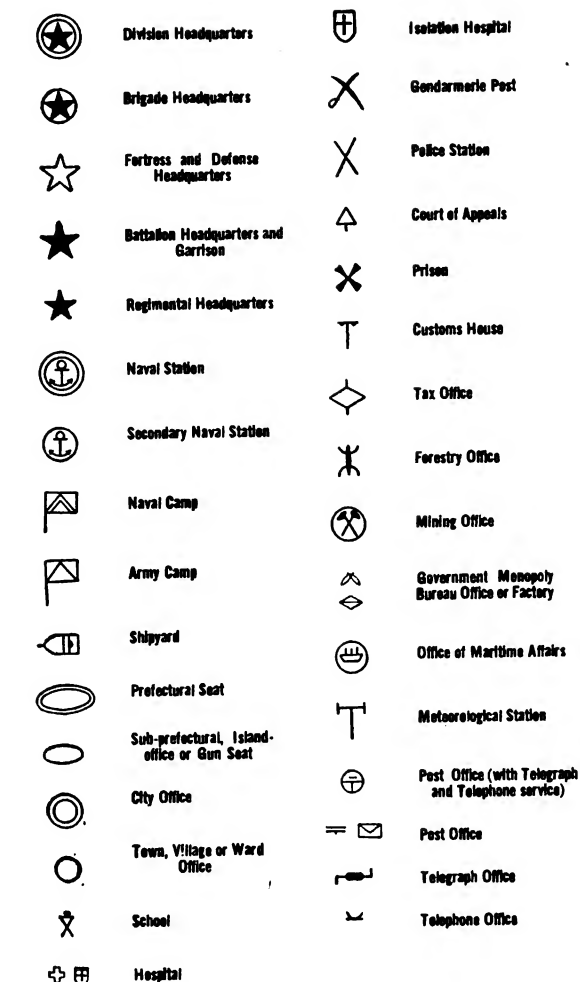 Division Headquarters
Brigade Headquarters
Fortress and Defense
Headquarters
Battalion Headquarters and
Garrison
Regimental Headquarters
Naval Station
Secondary Naval Station
Naval Camp
Army Camp
Shipyard
Prefectural Seat
Sub-prefectural, Island-
office or Gun Seat
City Office
Town, Village or Ward
Office
School
Hospital
Isolation Hospital
Gendarmerie Post
Police Station
Court of Appeals
Prison
Customs House
Tax Office
Forestry Office
Mining Office
Government Monopoly
Bureau Office or Factory
Office of Maritime Affairs
Meteorological Station
Post Office (with Telegraph
and Telephone service)
Post Office
Telegraph Office
Telephone Office